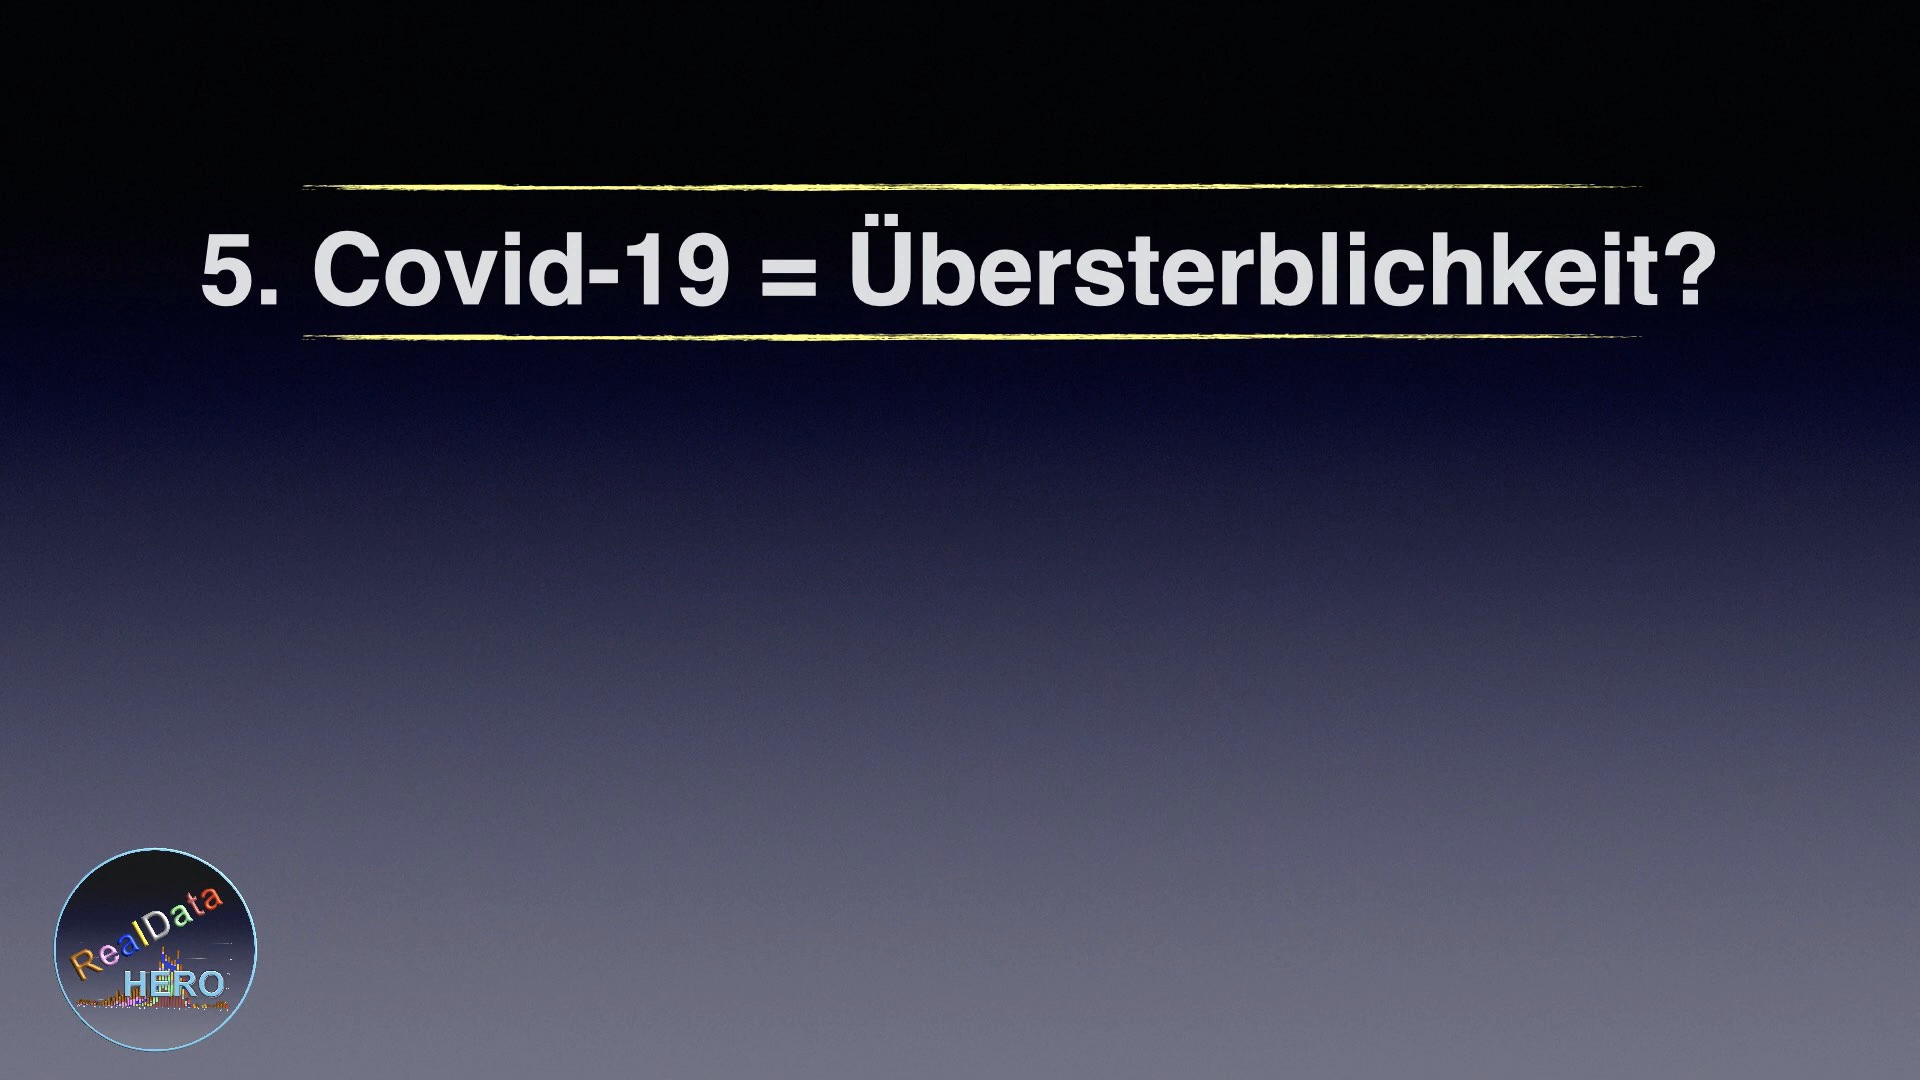 5. Covid-19 = Übersterblichkeit?
RealData
HERO